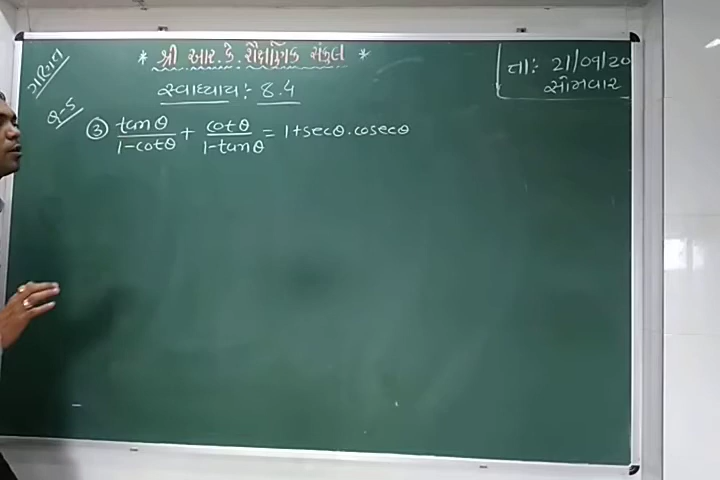 * શ્રી આર.કે. શૈક્ષણિક સંકુલ *
તા: 21/09/20
સોમવાર
ગણિત
સ્વાધ્યાય: 8.4
Q-5
③ tanθ/1-cotθ + cotθ/1-tanθ = 1+secθ.cosecθ